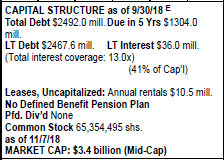 CAPITAL STRUCTURE as of 9/30/18 E
Total Debt $2492.0 mill. Due in 5 Yrs $1304.0
mill.
LT Debt $2467.6 mill. LT Interest $36.0 mill.
(Total interest coverage: 13.0x)
(41% of Cap'l)
Leases, Uncapitalized: Annual rentals $10.5 mill.
No Defined Benefit Pension Plan
Pfd. Div'd None
Common Stock 65,354,495 shs.
as of 11/7/18
MARKET CAP: $3.4 billion (Mid-Cap)